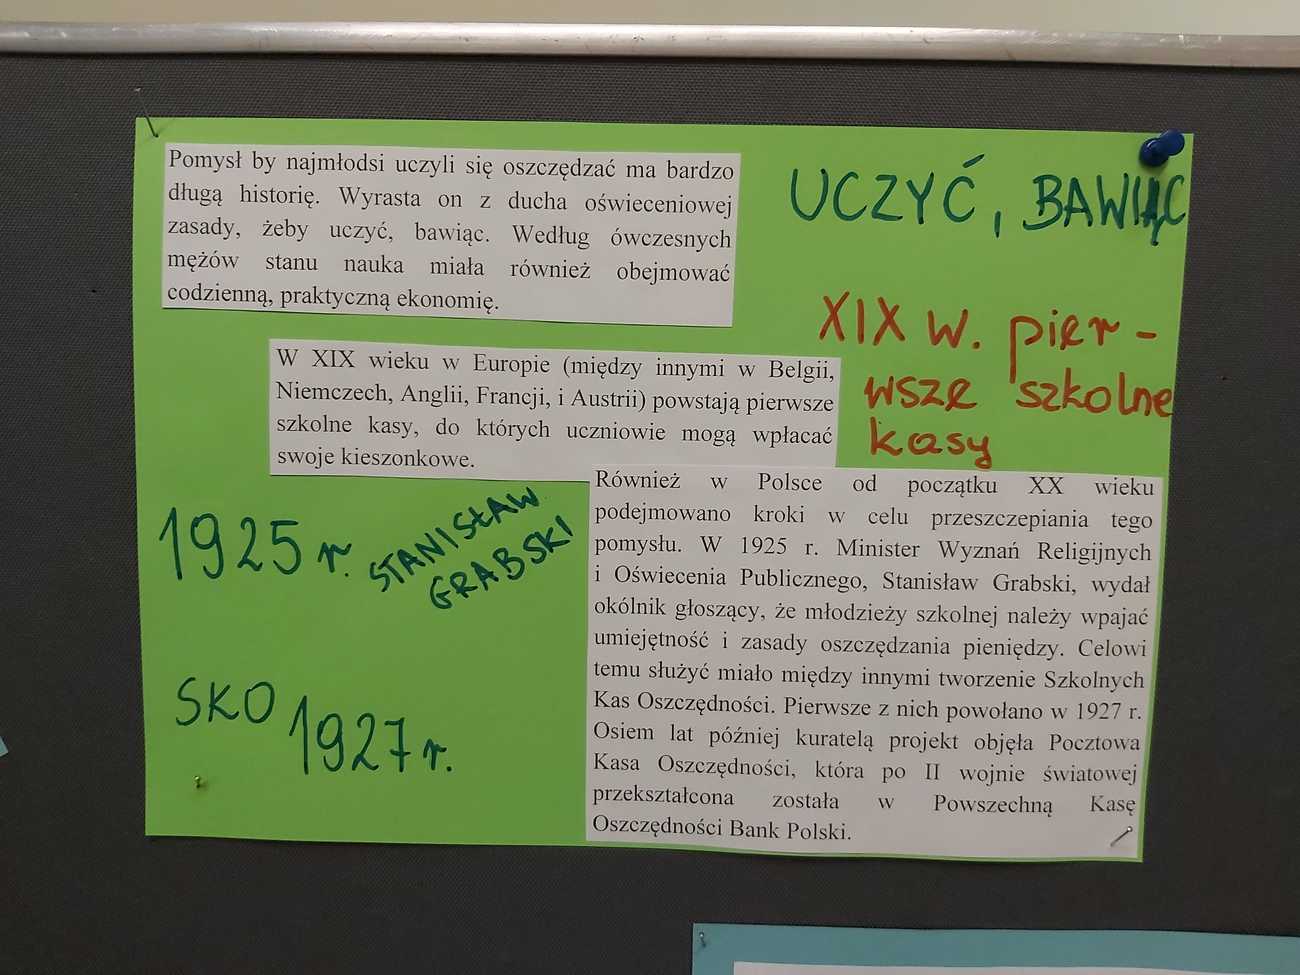 Pomysł by najmłodsi uczyli się oszczędzać ma bardzo
długą historię. Wyrasta on z ducha oświeceniowej
zasady, żeby uczyć, bawiąc. Według ówczesnych
mężów stanu nauka miała również obejmować
codzienną, praktyczną ekonomię.
UCZYĆ, BAWIĄC
XIX w. pier-
wsze szkolne
kasy
W XIX wieku w Europie (między innymi w Belgii,
Niemczech, Anglii, Francji, i Austrii) powstają pierwsze
szkolne kasy, do których uczniowie mogą wpłacać
swoje kieszonkowe.
1925 r.
STANISŁAW
GRABSKI
Również w Polsce od początku XX wieku
podejmowano kroki w celu przeszczepiania tego
pomysłu. W 1925 r. Minister Wyznań Religijnych
i Oświecenia Publicznego, Stanisław Grabski, wydał
okólnik głoszący, że młodzieży szkolnej należy wpajać
umiejętność i zasady oszczędzania pieniędzy. Celowi
temu służyć miało między innymi tworzenie Szkolnych
Kas Oszczędności. Pierwsze z nich powołano w 1927 r.
Osiem lat później kuratelą projekt objęła Pocztowa
Kasa Oszczędności, która po II wojnie światowej
przekształcona została w Powszechną Kasę
Oszczędności Bank Polski.
SKO
1927 r.